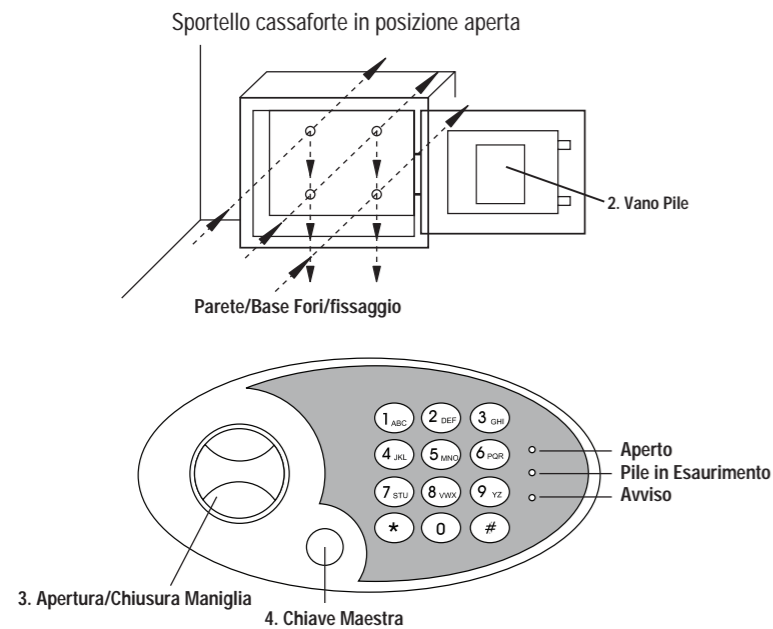 Sportello cassaforte in posizione aperta
2. Vano Pile
Parete/Base Fori/fissaggio
1 ABC 2 DEF 3 GHI
4 JKL 5 MNO 6 PQR
7 STU 8 VWX 9 YZ
* 0 #
Aperto
Pile in Esaurimento
Avviso
3. Apertura/Chiusura Maniglia
4. Chiave Maestra